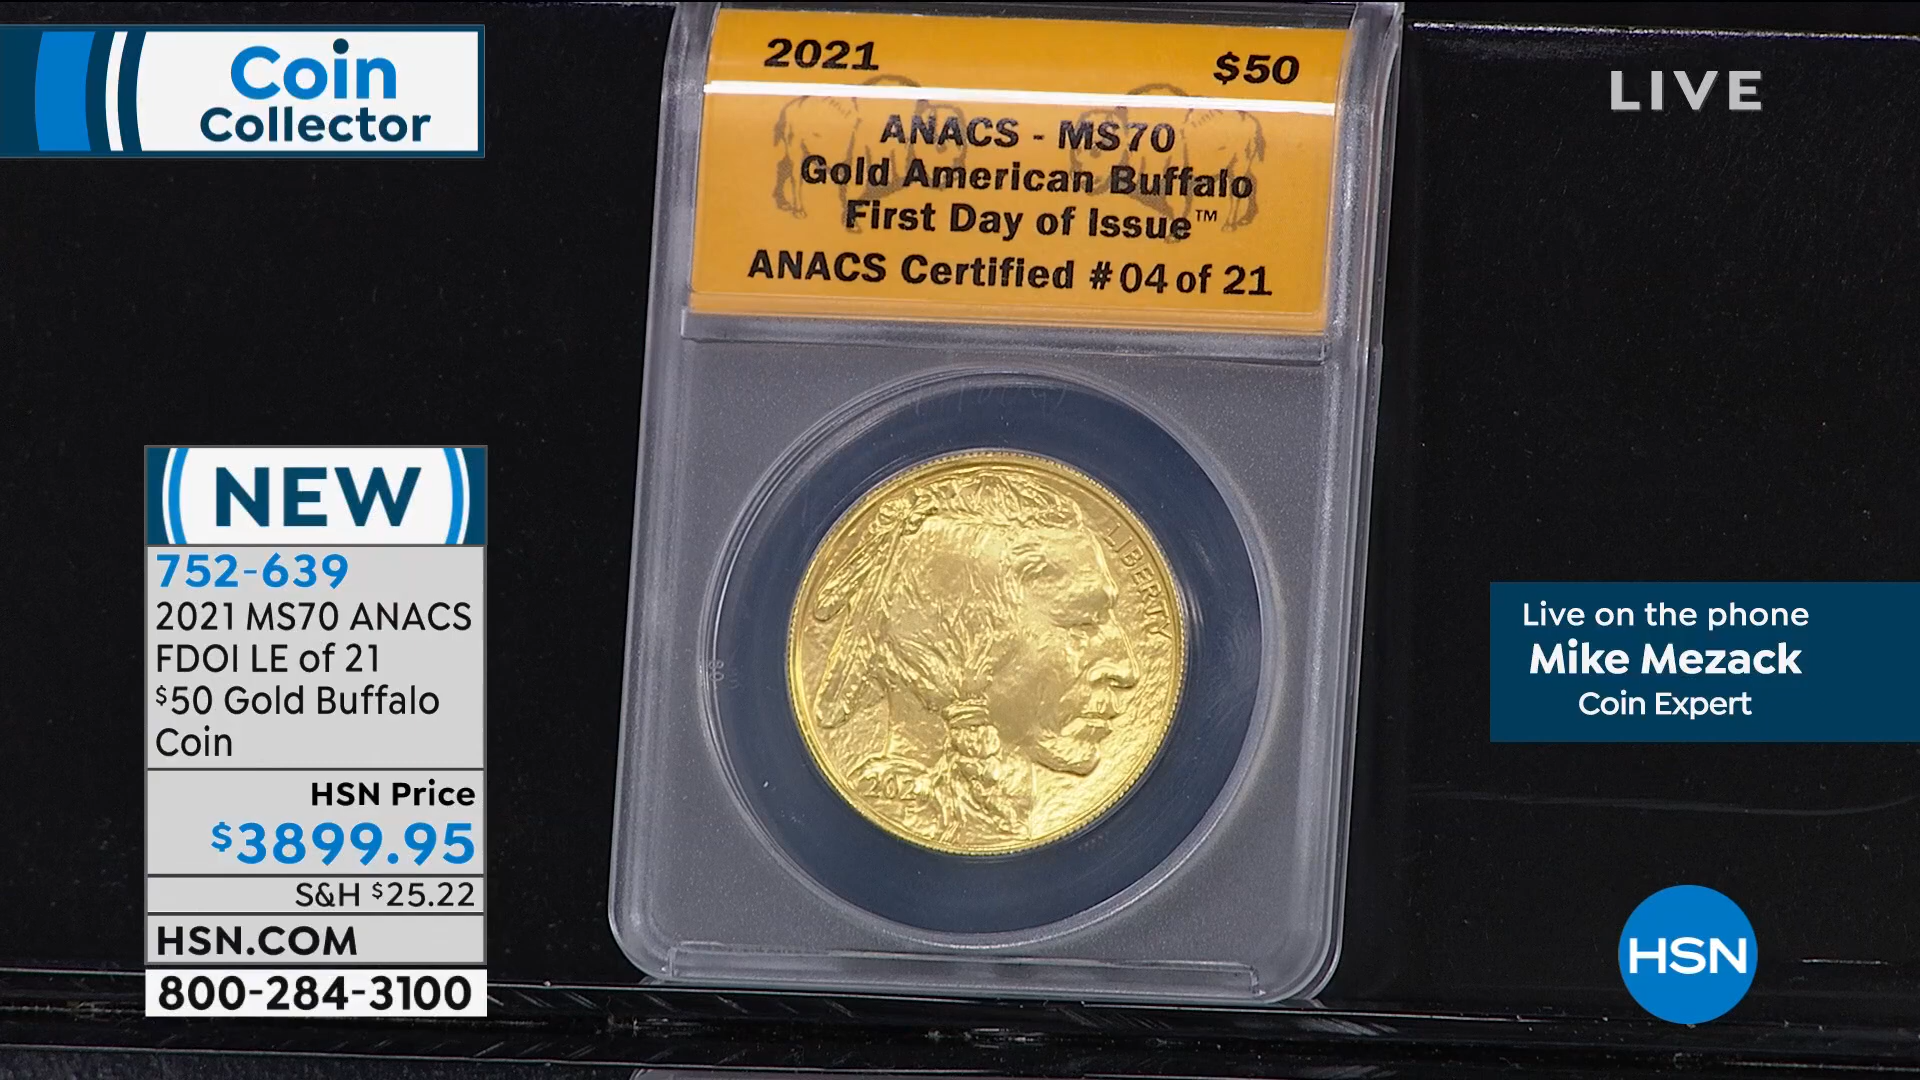 Coin
Collector
LIVE
2021
$50
ANACS - MS70
Gold American Buffalo
First Day of Issue™
ANACS Certified #04 of 21
LIBERTY
202
NEW
752-639
2021 MS70 ANACS
FDOI LE of 21
$50 Gold Buffalo
Coin
HSN Price
$3899.95
S&H $25.22
HSN.COM
800-284-3100
Live on the phone
Mike Mezack
Coin Expert
HSN